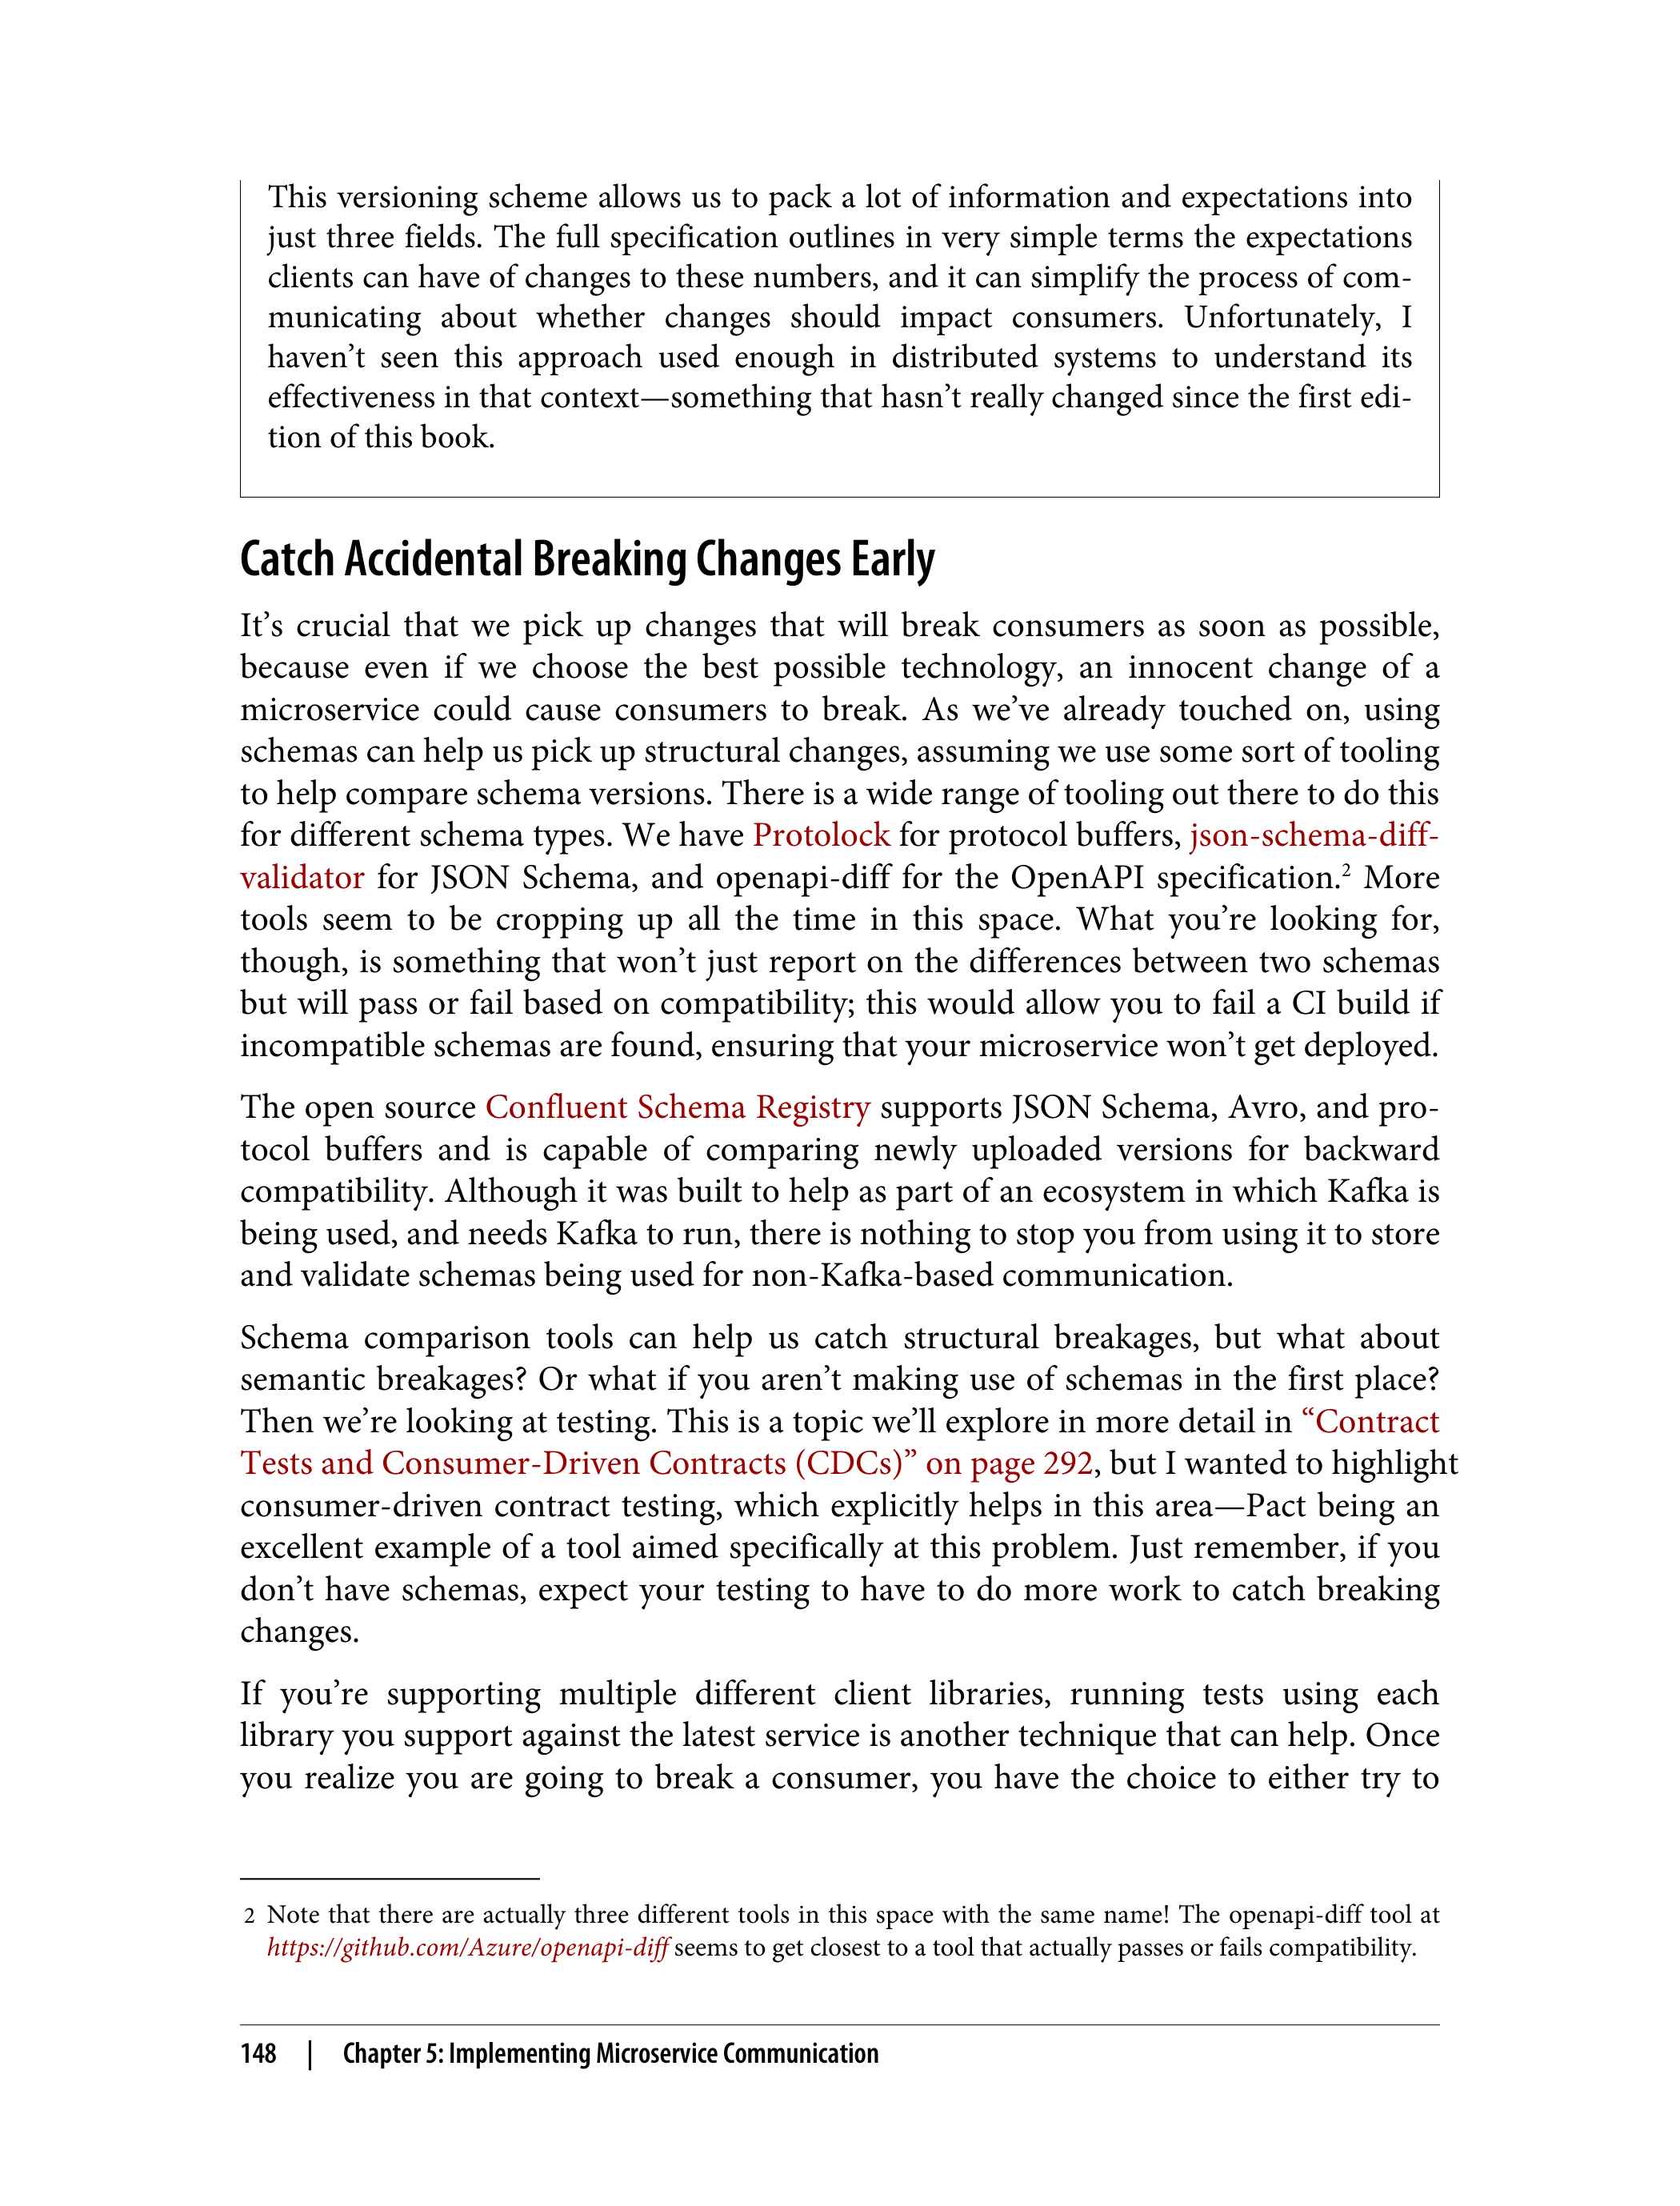 This versioning scheme allows us to pack a lot of information and expectations into
just three fields. The full specification outlines in very simple terms the expectations
clients can have of changes to these numbers, and it can simplify the process of com-
municating about whether changes should impact consumers. Unfortunately, I
haven’t seen this approach used enough in distributed systems to understand its
effectiveness in that context—something that hasn’t really changed since the first edi-
tion of this book.
Catch Accidental Breaking Changes Early
It’s crucial that we pick up changes that will break consumers as soon as possible,
because even if we choose the best possible technology, an innocent change of a
microservice could cause consumers to break. As we’ve already touched on, using
schemas can help us pick up structural changes, assuming we use some sort of tooling
to help compare schema versions. There is a wide range of tooling out there to do this
for different schema types. We have Protolock for protocol buffers, json-schema-diff-
validator for JSON Schema, and openapi-diff for the OpenAPI specification.² More
tools seem to be cropping up all the time in this space. What you’re looking for,
though, is something that won’t just report on the differences between two schemas
but will pass or fail based on compatibility; this would allow you to fail a CI build if
incompatible schemas are found, ensuring that your microservice won’t get deployed.
The open source Confluent Schema Registry supports JSON Schema, Avro, and pro-
tocol buffers and is capable of comparing newly uploaded versions for backward
compatibility. Although it was built to help as part of an ecosystem in which Kafka is
being used, and needs Kafka to run, there is nothing to stop you from using it to store
and validate schemas being used for non-Kafka-based communication.
Schema comparison tools can help us catch structural breakages, but what about
semantic breakages? Or what if you aren’t making use of schemas in the first place?
Then we’re looking at testing. This is a topic we’ll explore in more detail in “Contract
Tests and Consumer-Driven Contracts (CDCs)” on page 292, but I wanted to highlight
consumer-driven contract testing, which explicitly helps in this area—Pact being an
excellent example of a tool aimed specifically at this problem. Just remember, if you
don’t have schemas, expect your testing to have to do more work to catch breaking
changes.
If you’re supporting multiple different client libraries, running tests using each
library you support against the latest service is another technique that can help. Once
you realize you are going to break a consumer, you have the choice to either try to
2 Note that there are actually three different tools in this space with the same name! The openapi-diff tool at
https://github.com/Azure/openapi-diff seems to get closest to a tool that actually passes or fails compatibility.
148 | Chapter 5: Implementing Microservice Communication